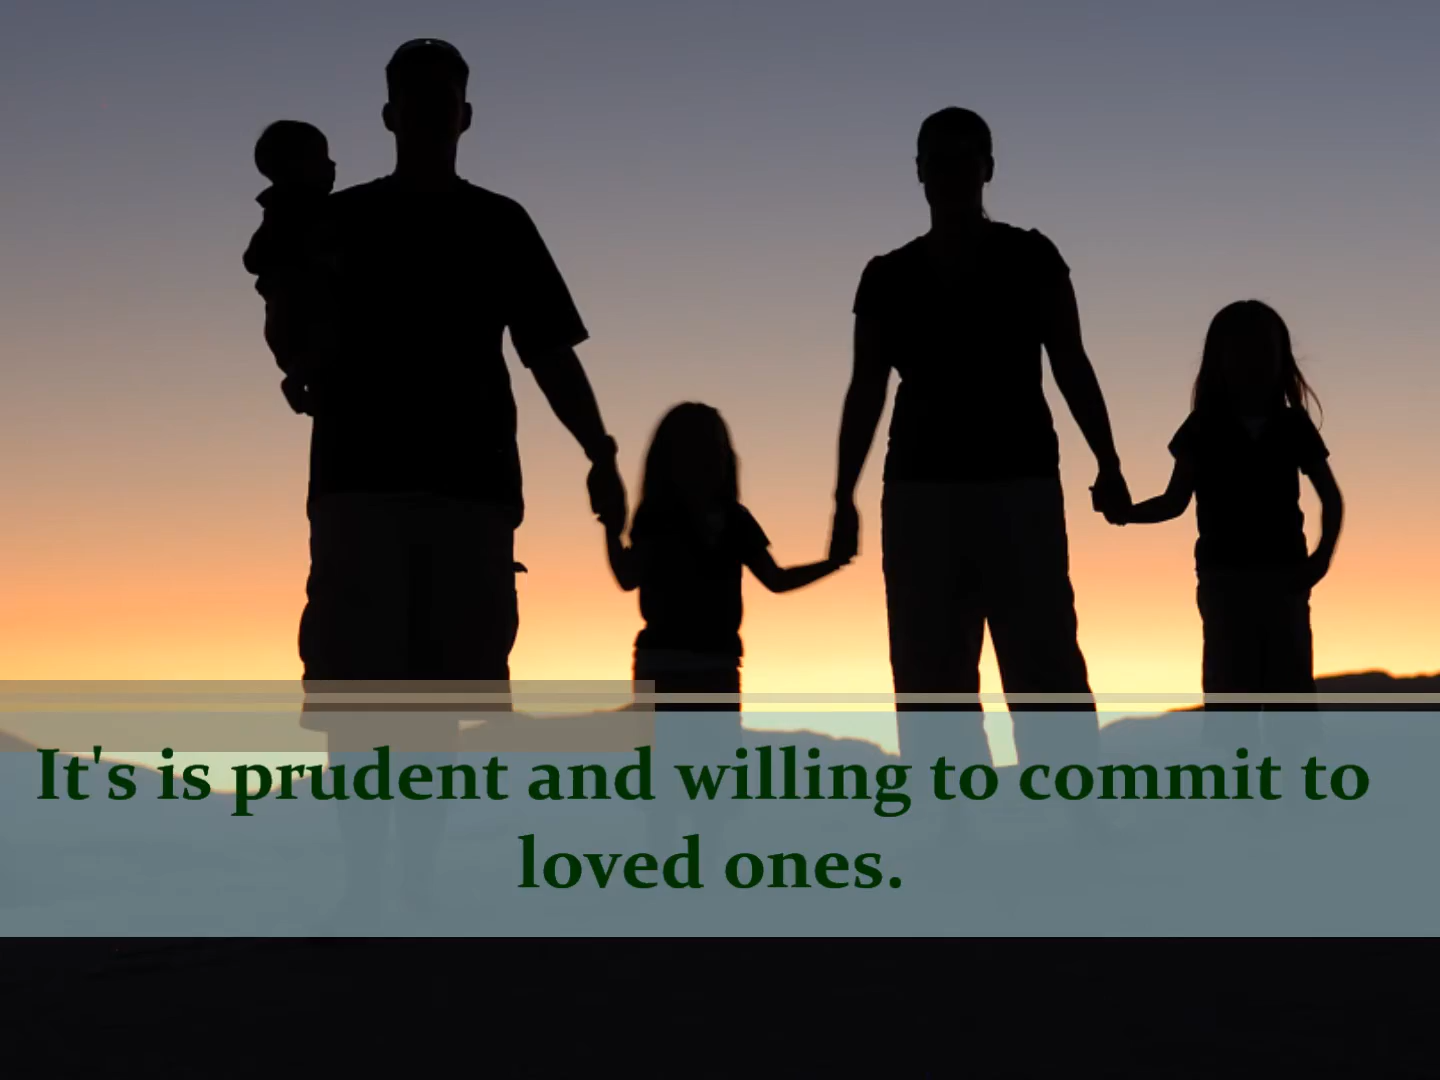 It's is prudent and willing to commit to
loved ones.